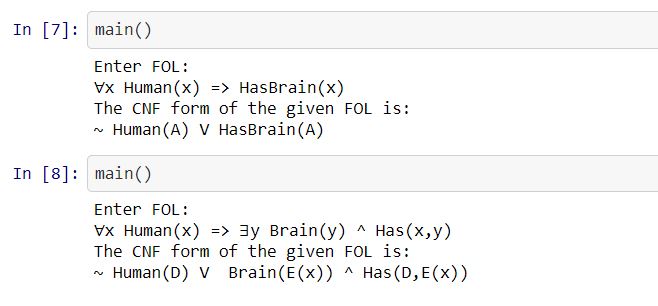 In [7]: main()
Enter FOL:
∀x Human(x) => HasBrain(x)
The CNF form of the given FOL is:
~ Human(A) V HasBrain(A)
In [8]: main()
Enter FOL:
∀x Human(x) => ∃y Brain(y) ^ Has(x,y)
The CNF form of the given FOL is:
~ Human(D) V  Brain(E(x)) ^ Has(D,E(x))